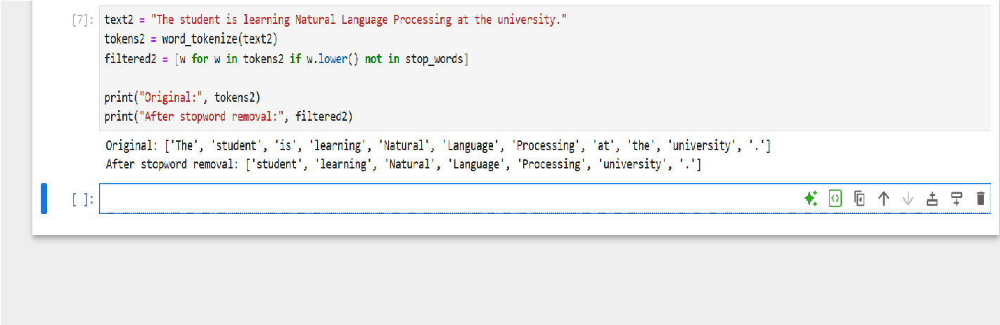 [7]: text2 = "The student is learning Natural Language Processing at the university."
tokens2 = word_tokenize(text2)
filtered2 = [w for w in tokens2 if w.lower() not in stop_words]
print("Original:", tokens2)
print("After stopword removal:", filtered2)
Original: ['The', 'student', 'is', 'learning', 'Natural', 'Language', 'Processing', 'at', 'the', 'university', '.']
After stopword removal: ['student', 'learning', 'Natural', 'Language', 'Processing', 'university', '.']
[ ]: